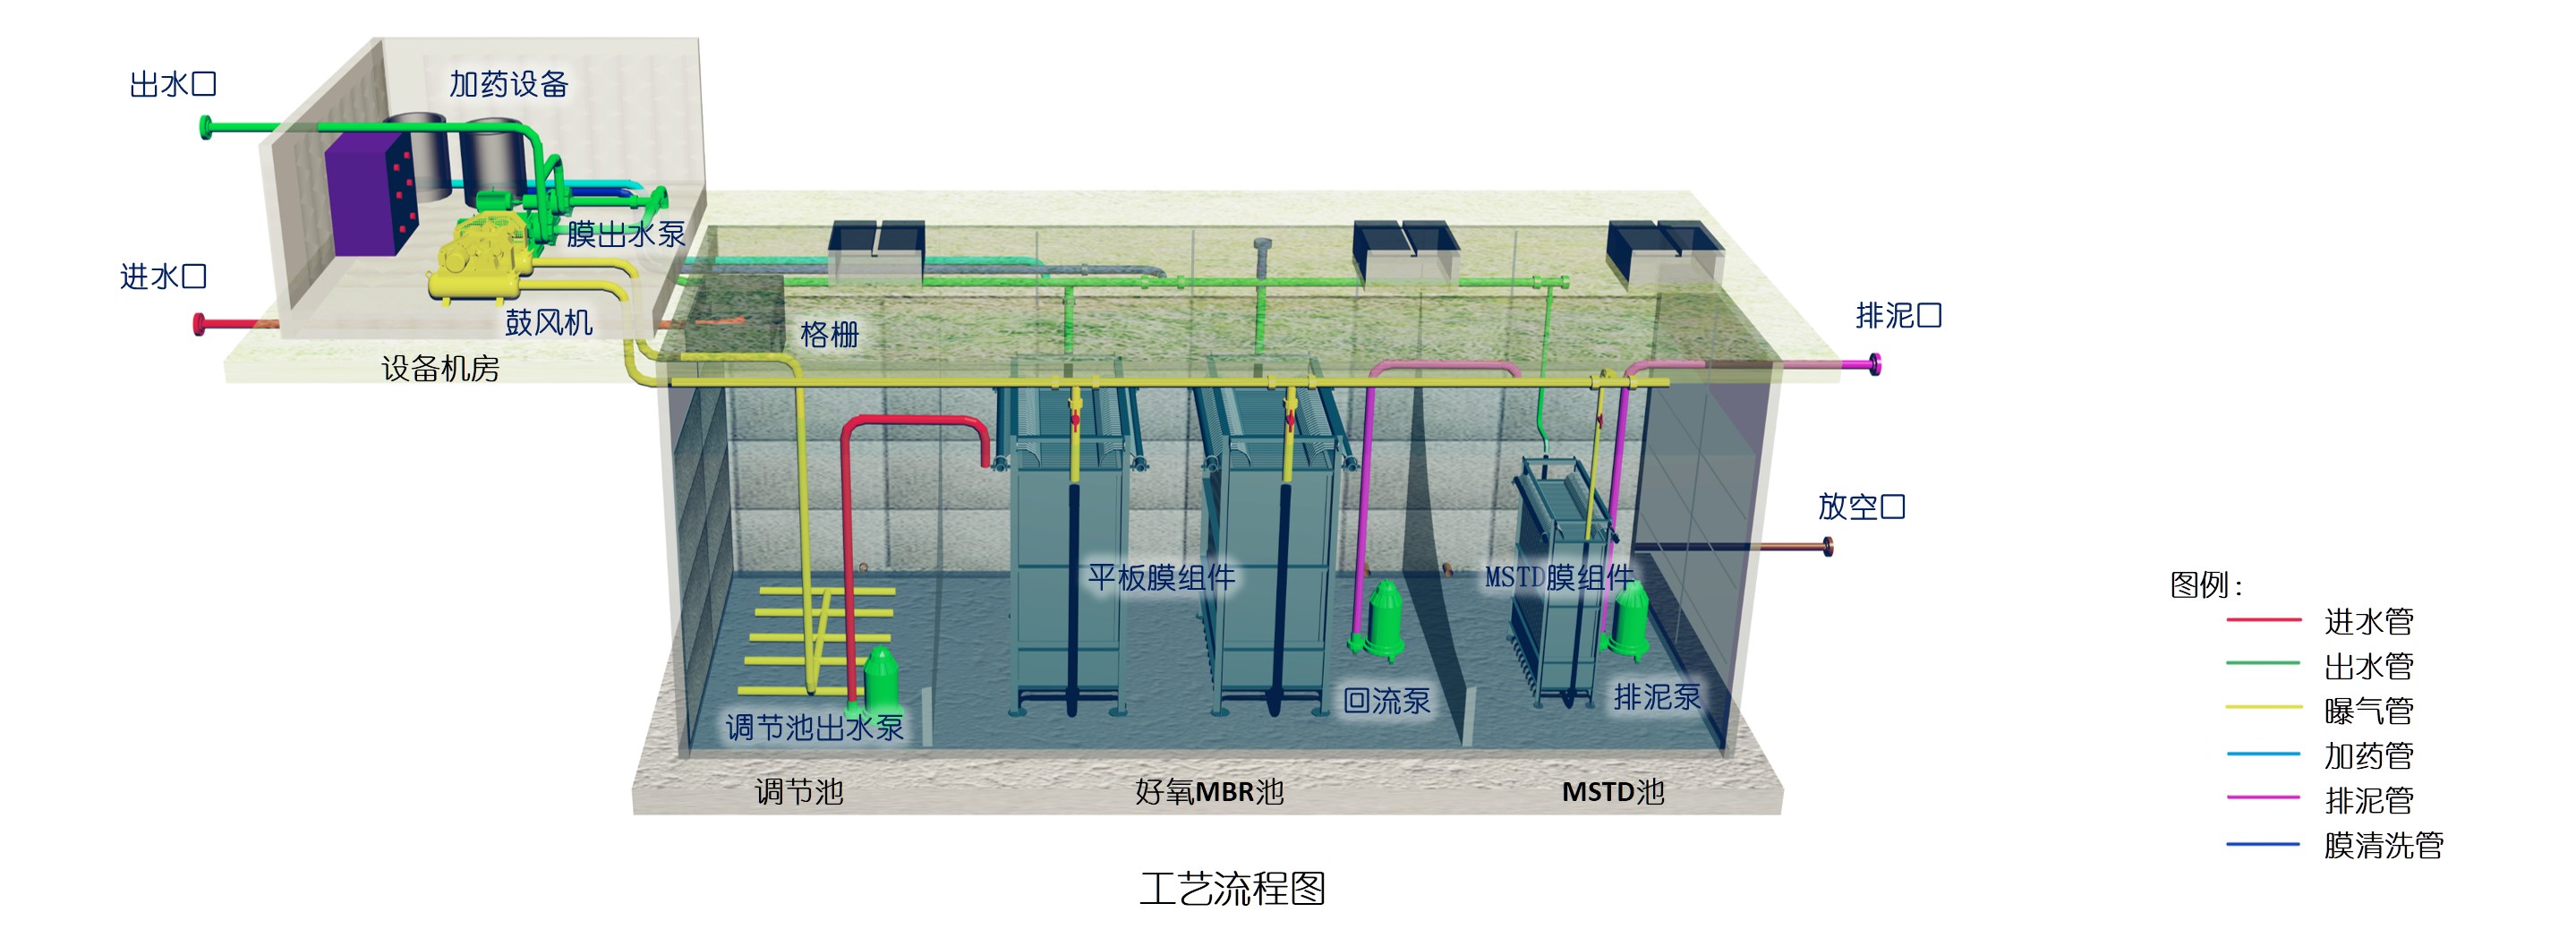 出水口
加药设备
膜出水泵
进水口
鼓风机
设备机房
格栅
排泥口
放空口
平板膜组件
MSTD膜组件
回流泵
排泥泵
调节池出水泵
调节池
好氧MBR池
MSTD池
图例：
进水管
出水管
曝气管
加药管
排泥管
膜清洗管
工艺流程图